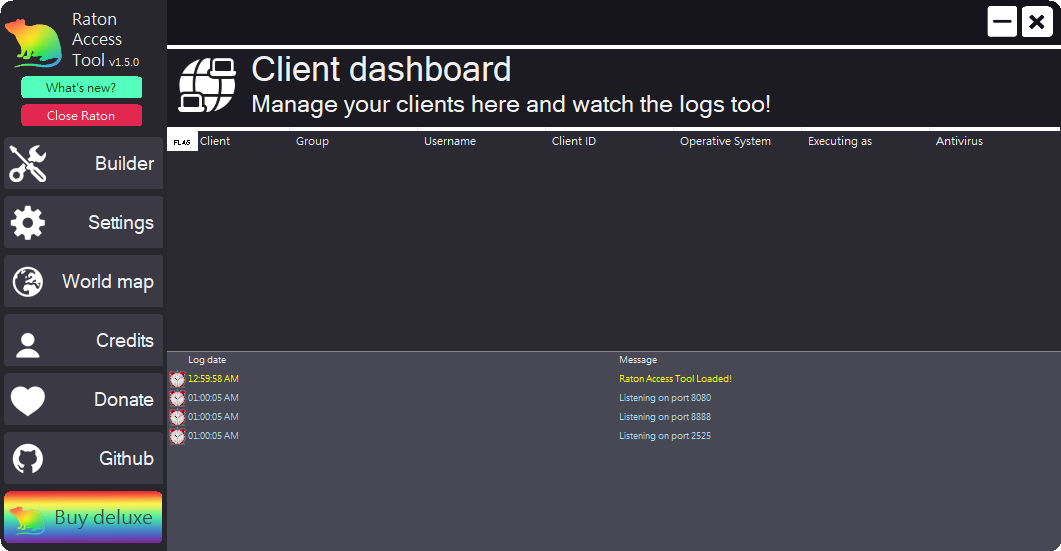 Raton
Access
Tool v1.5.0
What's new?
Close Raton
Builder
Settings
World map
Credits
Donate
Github
Buy deluxe
Client dashboard
Manage your clients here and watch the logs too!
FLAG Client Group Username Client ID Operative System Executing as Antivirus
Log date Message
12:59:58 AM Raton Access Tool Loaded!
01:00:05 AM Listening on port 8080
01:00:05 AM Listening on port 8888
01:00:05 AM Listening on port 2525